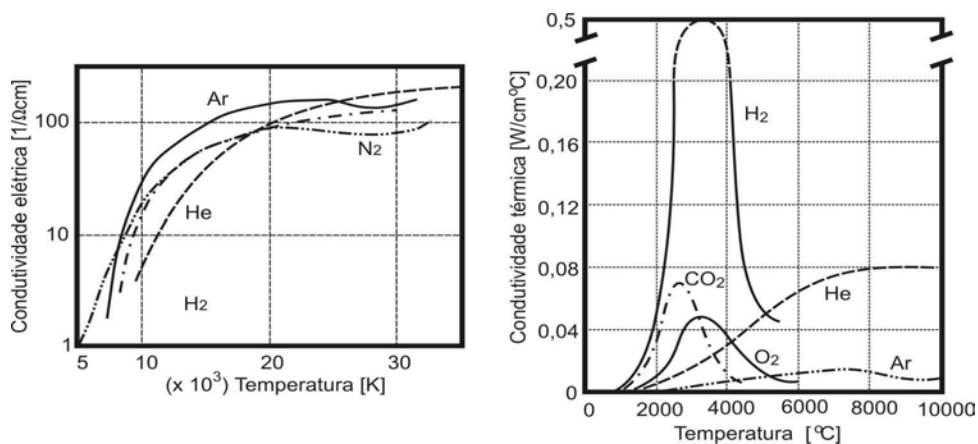 Condutividade elétrica [1/Ωcm]
100
10
1
Ar
N2
He
H2
5 10 20 30
(x 10³) Temperatura [K]
Condutividade térmica [W/cmºC]
0,5
0,20
0,16
0,12
0,08
0,04
0
H2
CO2
He
O2
Ar
0 2000 4000 6000 8000 10000
Temperatura [ºC]